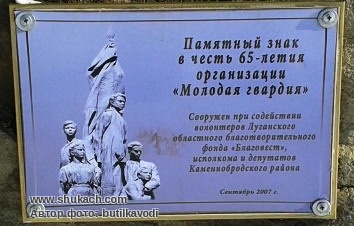 Памятный знак
в честь 65-летия
организации
«Молодая гвардия»
Сооружен при содействии
волонтеров Луганского
областного благотворительного
фонда «Благовест»,
исполкома и депутатов
Каменнобродского района
Сентябрь 2007 г.
www.shukach.com
Автор фото: butilkavodi